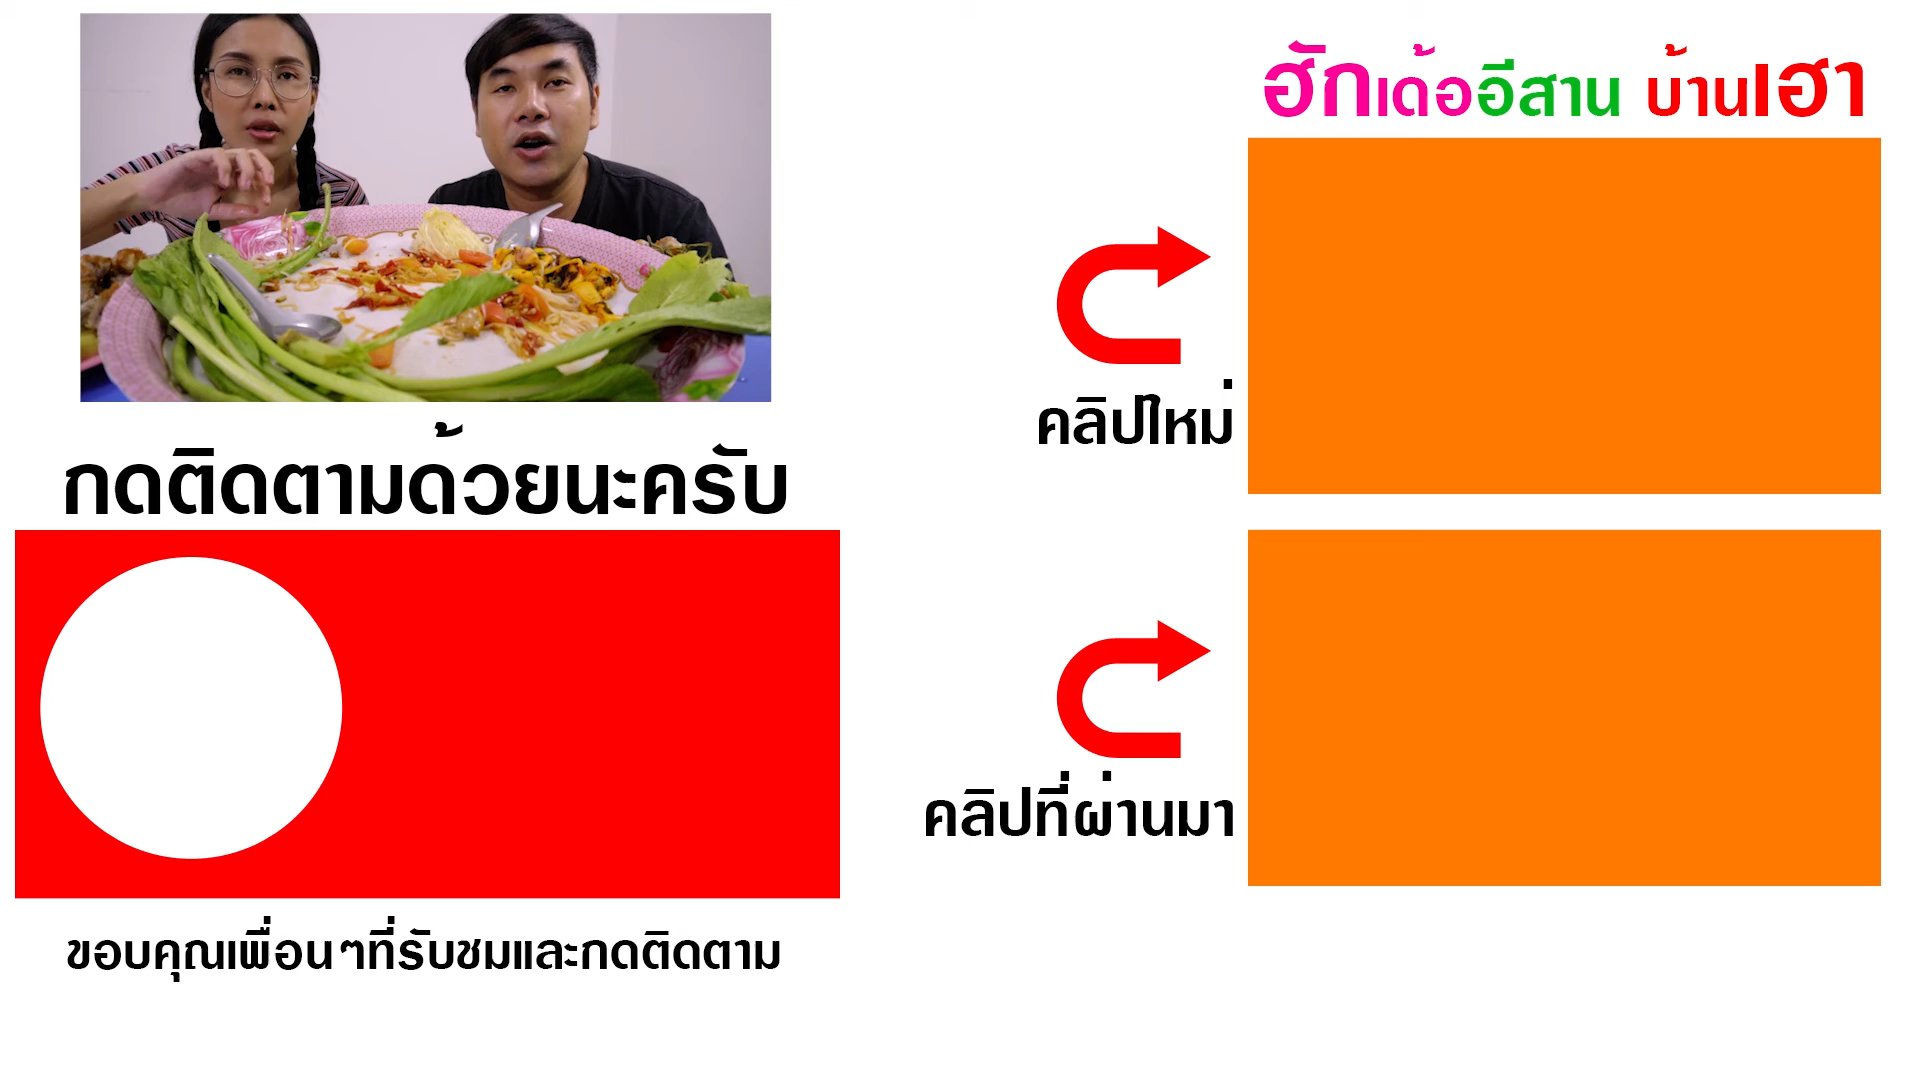 ฮักเด้ออีสาน บ้านเฮา
กดติดตามด้วยนะครับ
คลิปใหม่
คลิปที่ผ่านมา
ขอบคุณเพื่อนๆที่รับชมและกดติดตาม